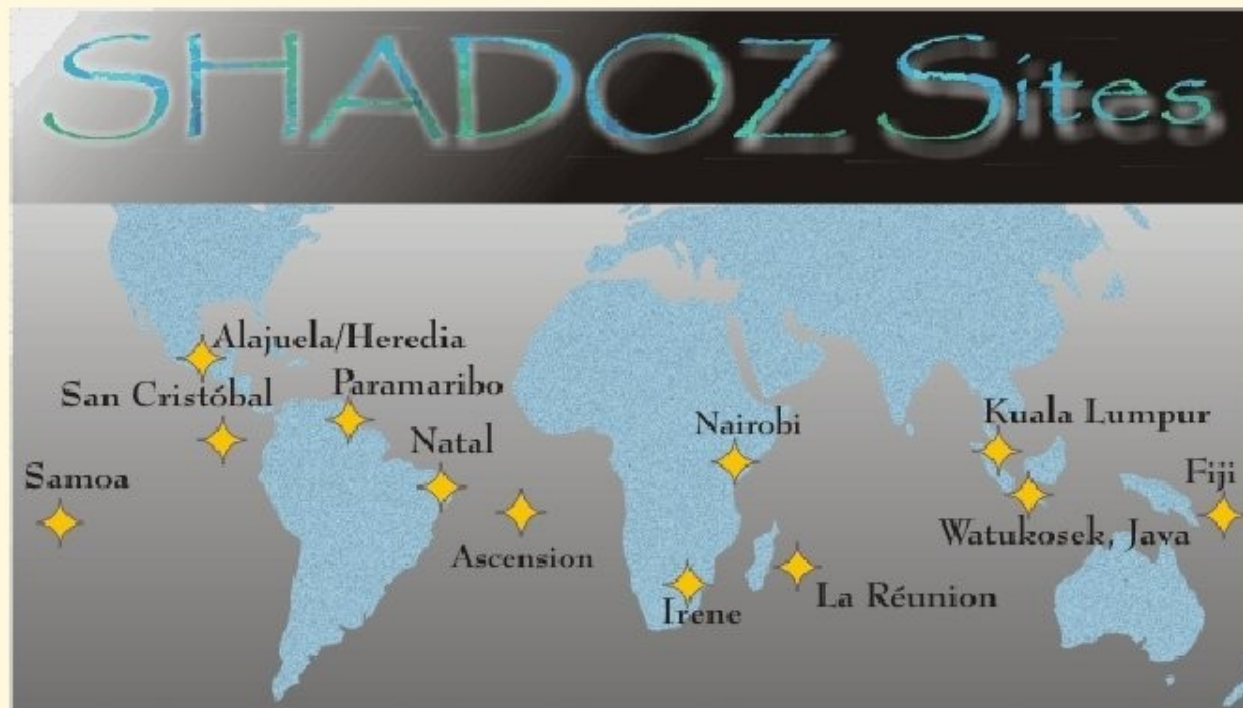 SHADOZ Sites
Alajuela/Heredia
San Cristóbal
Paramaribo
Natal
Nairobi
Kuala Lumpur
Samoa
Fiji
Ascension
Watukosek, Java
Irene
La Réunion